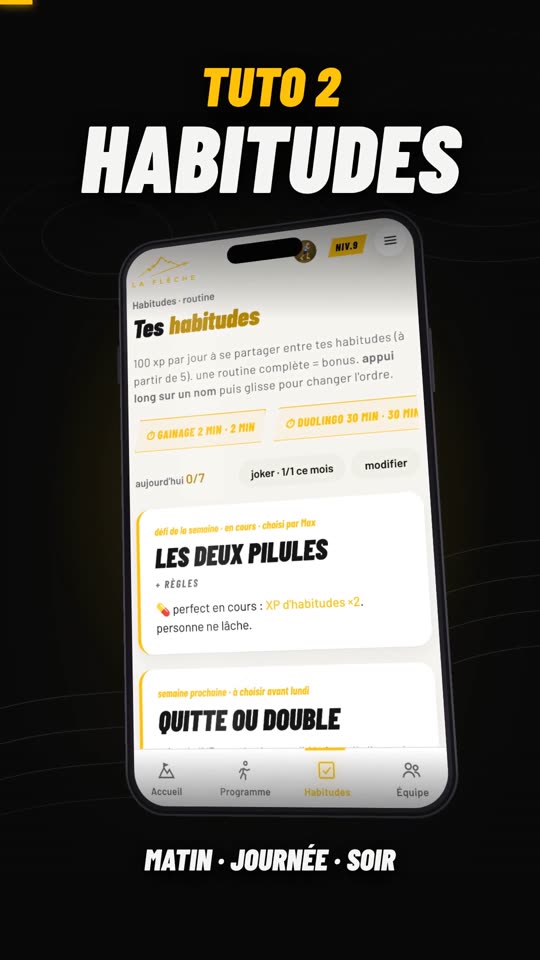 TUTO 2
HABITUDES
LA FLÈCHE
NIV.9
Habitudes · routine
Tes habitudes
100 xp par jour à se partager entre tes habitudes (à
partir de 5). une routine complète = bonus. appui
long sur un nom puis glisse pour changer l'ordre.
GAINAGE 2 MIN · 2 MIN
DUOLINGO 30 MIN · 30 MIN
aujourd'hui 0/7
joker · 1/1 ce mois
modifier
défi de la semaine · en cours · choisi par Max
LES DEUX PILULES
+ RÈGLES
💊 perfect en cours : XP d'habitudes ×2.
personne ne lâche.
semaine prochaine · à choisir avant lundi
QUITTE OU DOUBLE
Accueil
Programme
Habitudes
Équipe
MATIN · JOURNÉE · SOIR